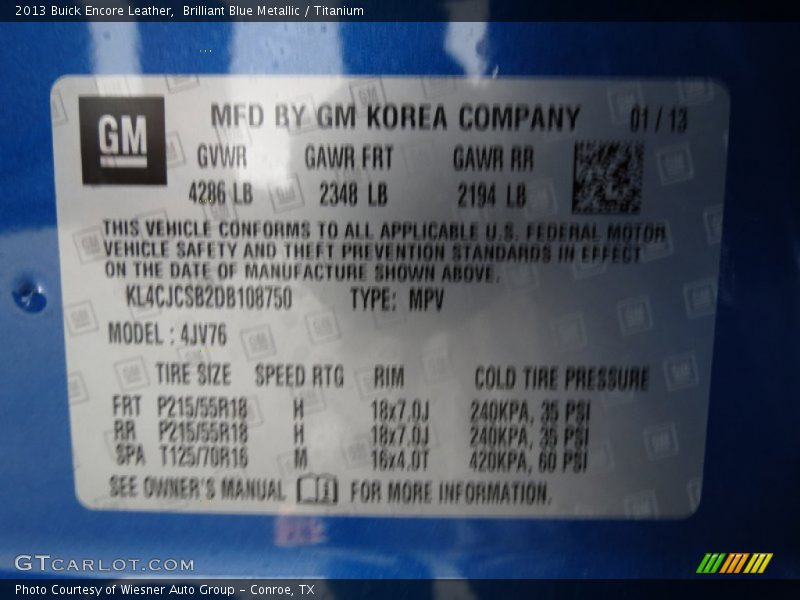 2013 Buick Encore Leather,  Brilliant Blue Metallic / Titanium
GM
MFD BY GM KOREA COMPANY 01 / 13
GVWR GAWR FRT GAWR RR
4286 LB 2348 LB 2194 LB
THIS VEHICLE CONFORMS TO ALL APPLICABLE U.S. FEDERAL MOTOR
VEHICLE SAFETY AND THEFT PREVENTION STANDARDS IN EFFECT
ON THE DATE OF MANUFACTURE SHOWN ABOVE.
KL4CJCSB2DB108750 TYPE: MPV
MODEL : 4JV76
TIRE SIZE SPEED RTG RIM COLD TIRE PRESSURE
FRT P215/55R18 H 18x7.0J 240KPA, 35 PSI
RR P215/55R18 H 18x7.0J 240KPA, 35 PSI
SPA T125/70R16 M 16x4.0T 420KPA, 60 PSI
SEE OWNER'S MANUAL FOR MORE INFORMATION.
GTCARLOT.COM
Photo Courtesy of Wiesner Auto Group - Conroe, TX